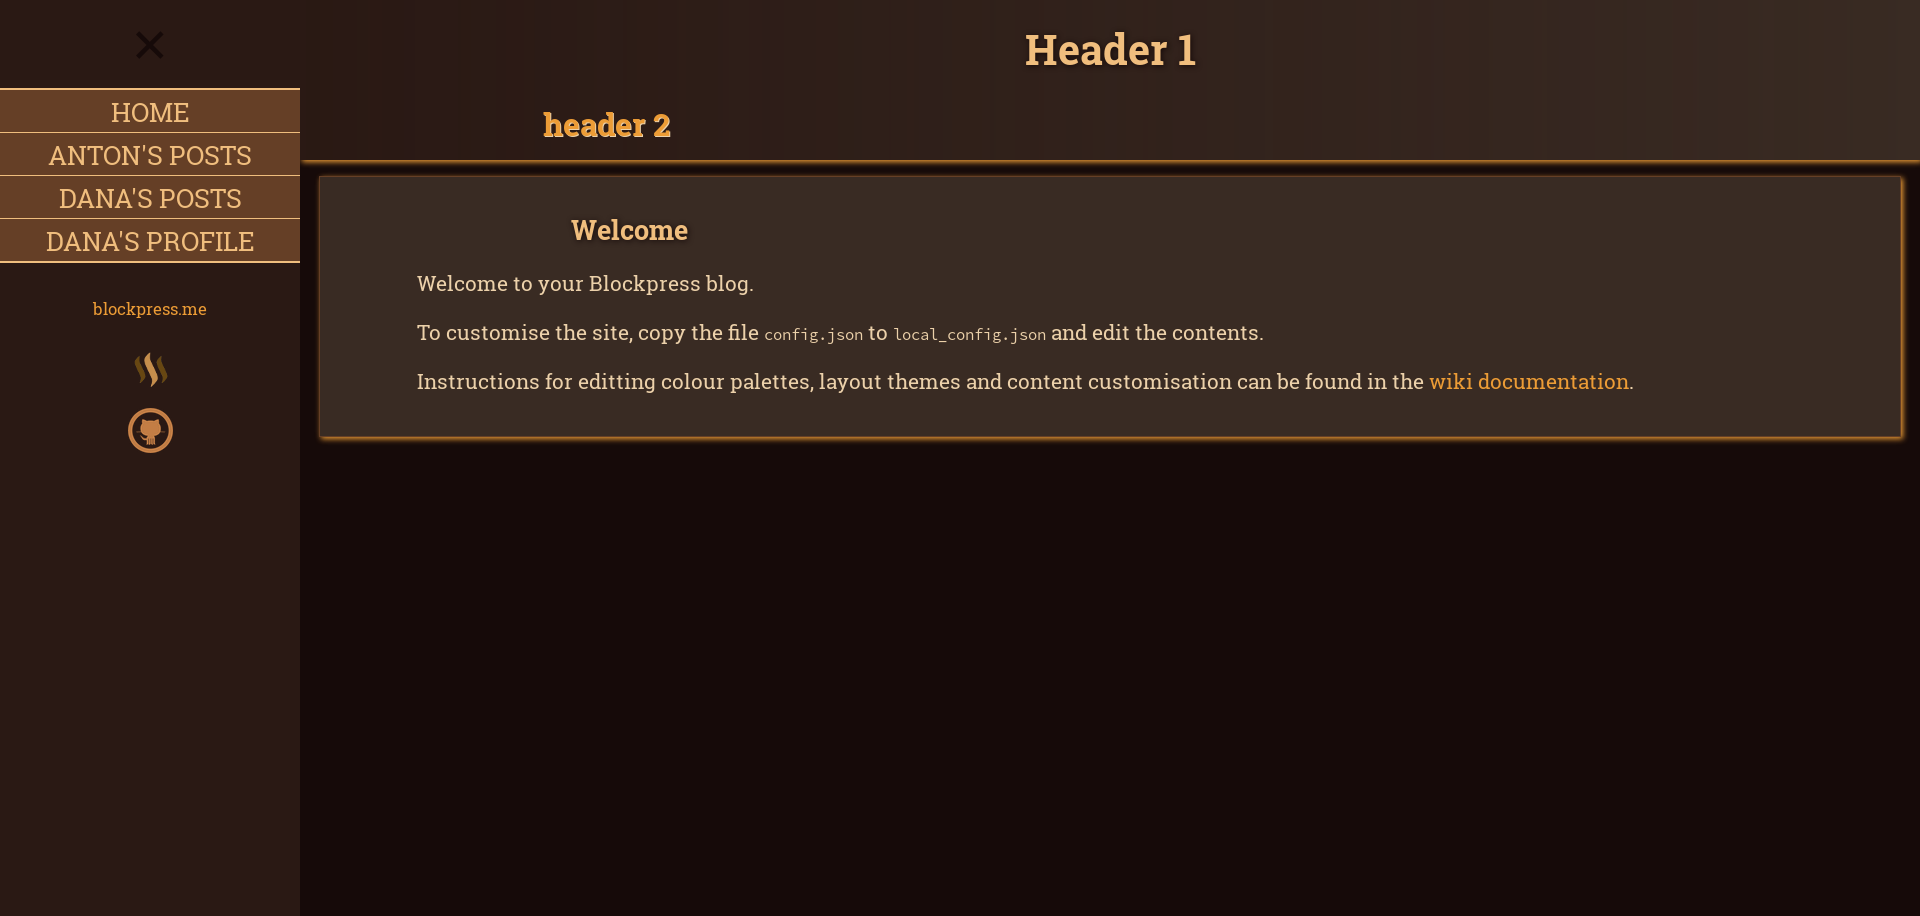 HOME
ANTON'S POSTS
DANA'S POSTS
DANA'S PROFILE
blockpress.me
Header 1
header 2
Welcome
Welcome to your Blockpress blog.
To customise the site, copy the file config.json to local_config.json and edit the contents.
Instructions for editting colour palettes, layout themes and content customisation can be found in the wiki documentation.